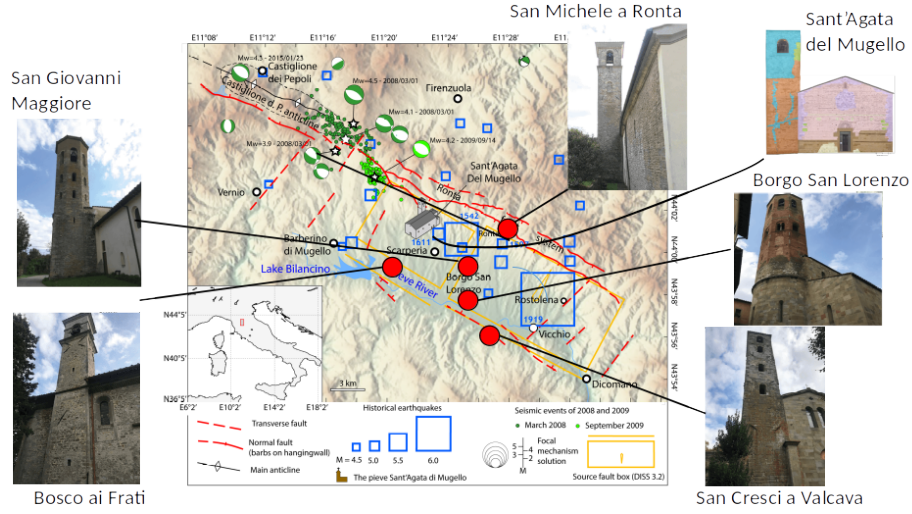 San Michele a Ronta
Sant'Agata
del Mugello
San Giovanni
Maggiore
E11°08'
E11°12'
E11°16'
E11°20'
E11°24'
E11°28'
Mw=4.5 - 2015/01/23
Castiglione
dei Pepoli
Mw=4.5 - 2008/03/01
Firenzuola
Castiglione d. P. anticline
Mw=4.1 - 2008/03/01
Mw=4.2 - 2009/09/14
Mw=3.9 - 2008/03/01
Sant'Agata
Del Mugello
Vernio
Ronta
Borgo San Lorenzo
1542
Ronta
system
1611
Barberino
di Mugello
Scarperia
Lake Bilancino
Borgo San
Lorenzo
Rostolena
1919
Vicchio
Dicomano
3 km
N44°02'
N44°00'
N43°58'
N43°56'
N43°54'
N44°5'
N40°5'
N36°5'
E6°2'
E10°2'
E14°2'
E18°2'
Transverse fault
Normal fault
(barbs on hangingwall)
Main anticline
Historical earthquakes
M = 4.5
5.0
5.5
6.0
The pieve Sant'Agata di Mugello
Seismic events of 2008 and 2009
March 2008
September 2009
5
4
3
2
M
Focal
mechanism
solution
Source fault box (DISS 3.2)
Bosco ai Frati
San Cresci a Valcava